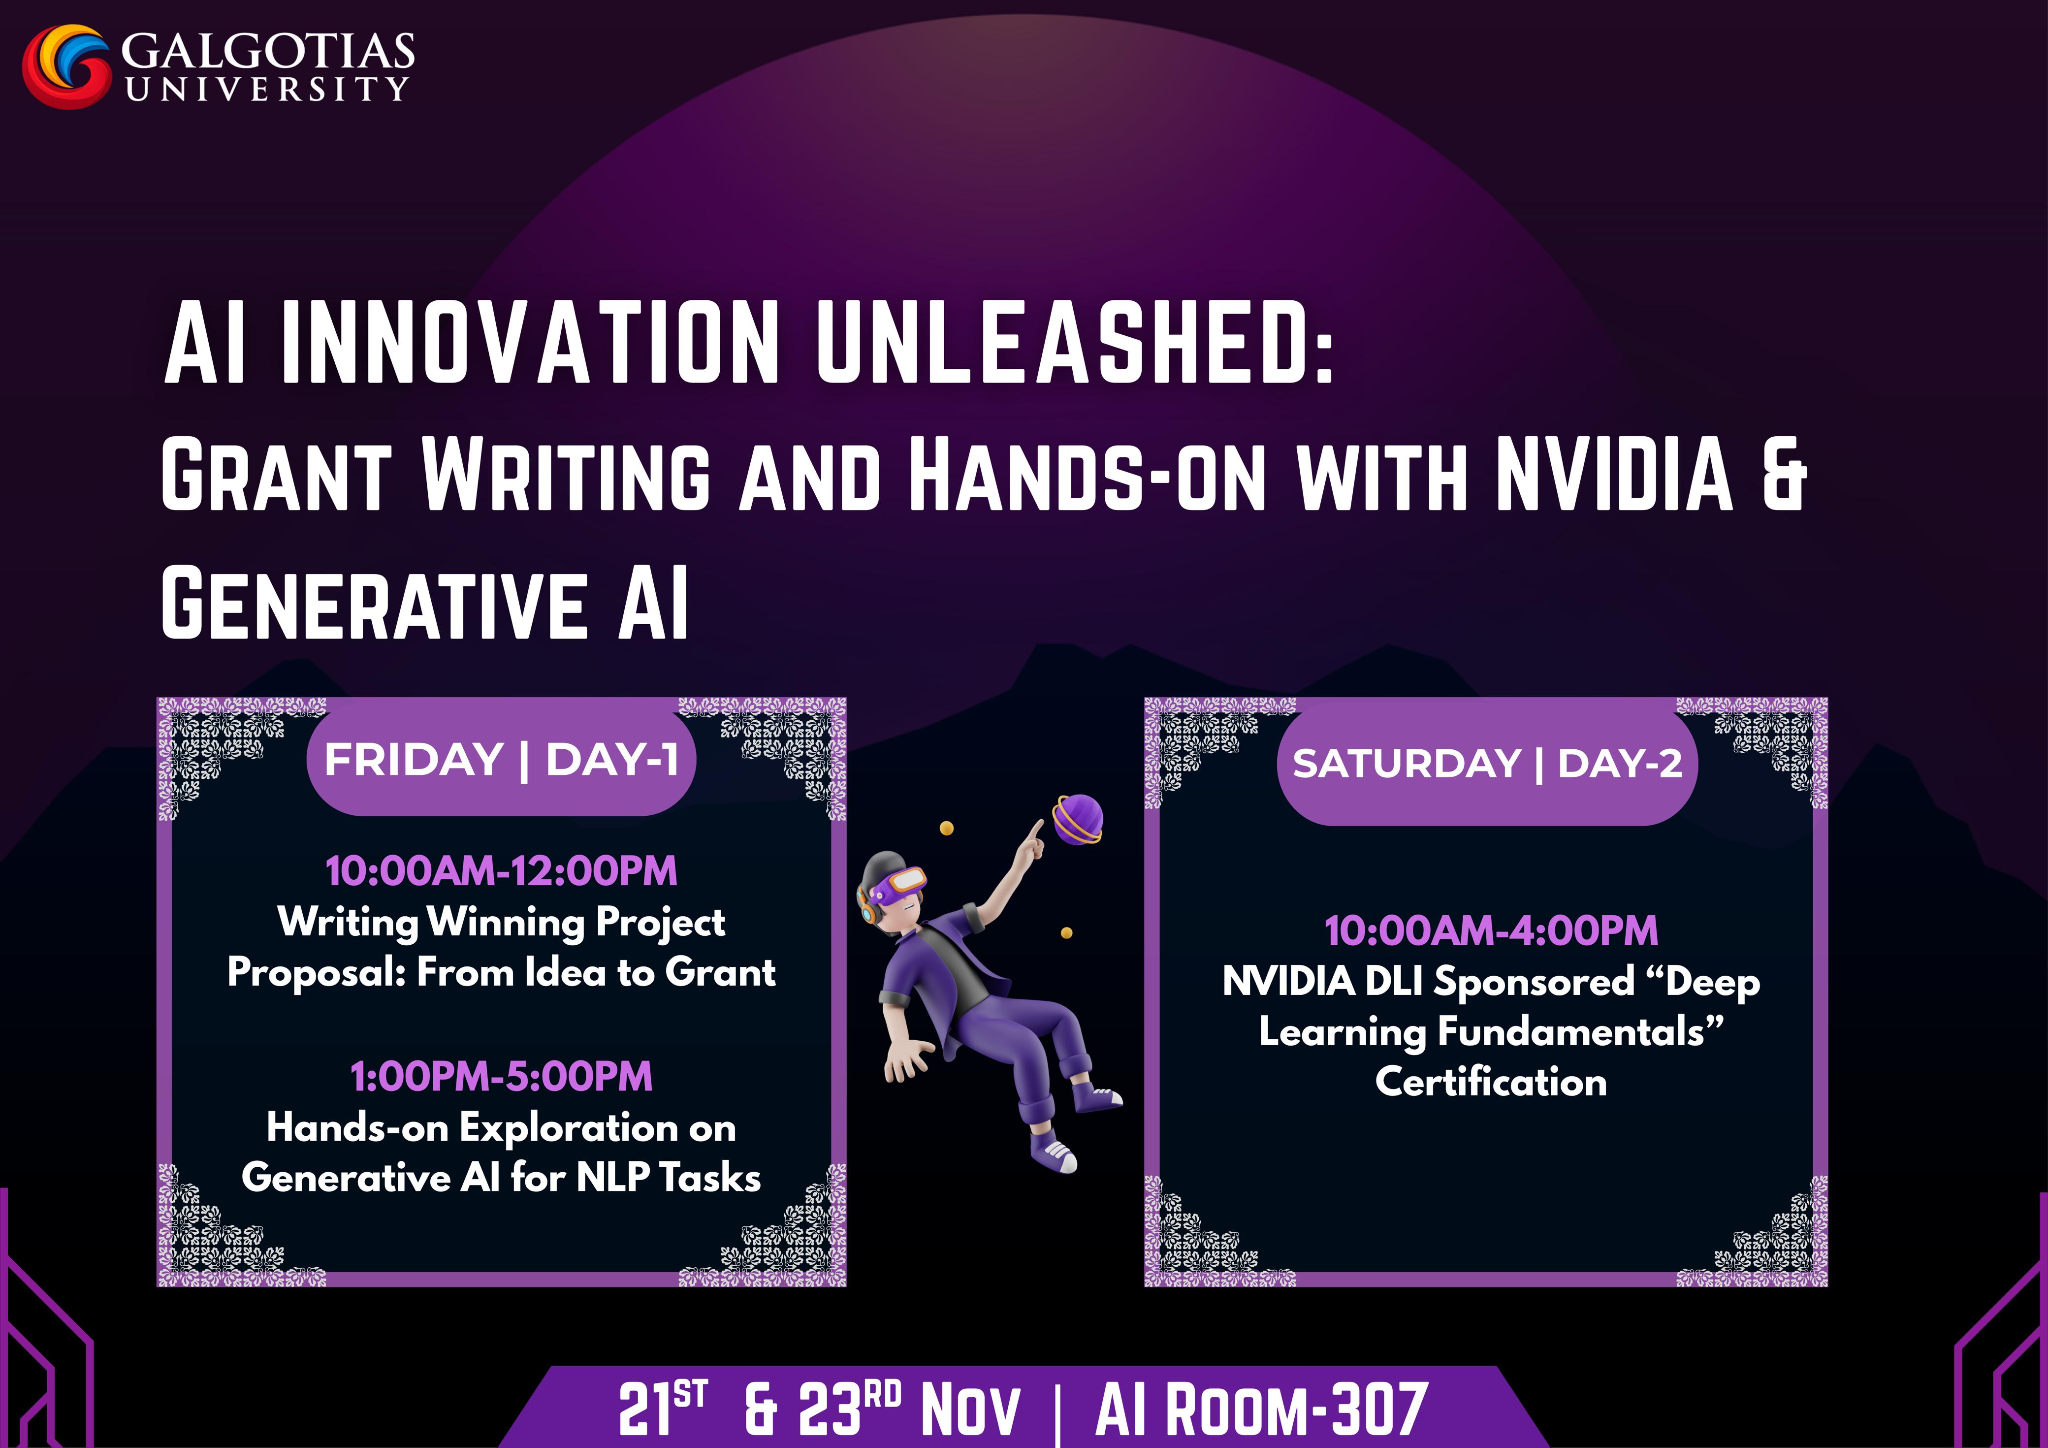 GALGOTIAS
UNIVERSITY
AI INNOVATION UNLEASHED:
GRANT WRITING AND HANDS-ON WITH NVIDIA &
GENERATIVE AI
FRIDAY | DAY-1
10:00AM-12:00PM
Writing Winning Project
Proposal: From Idea to Grant
1:00PM-5:00PM
Hands-on Exploration on
Generative AI for NLP Tasks
SATURDAY | DAY-2
10:00AM-4:00PM
NVIDIA DLI Sponsored “Deep
Learning Fundamentals”
Certification
21ST & 23RD NOV | AI ROOM-307